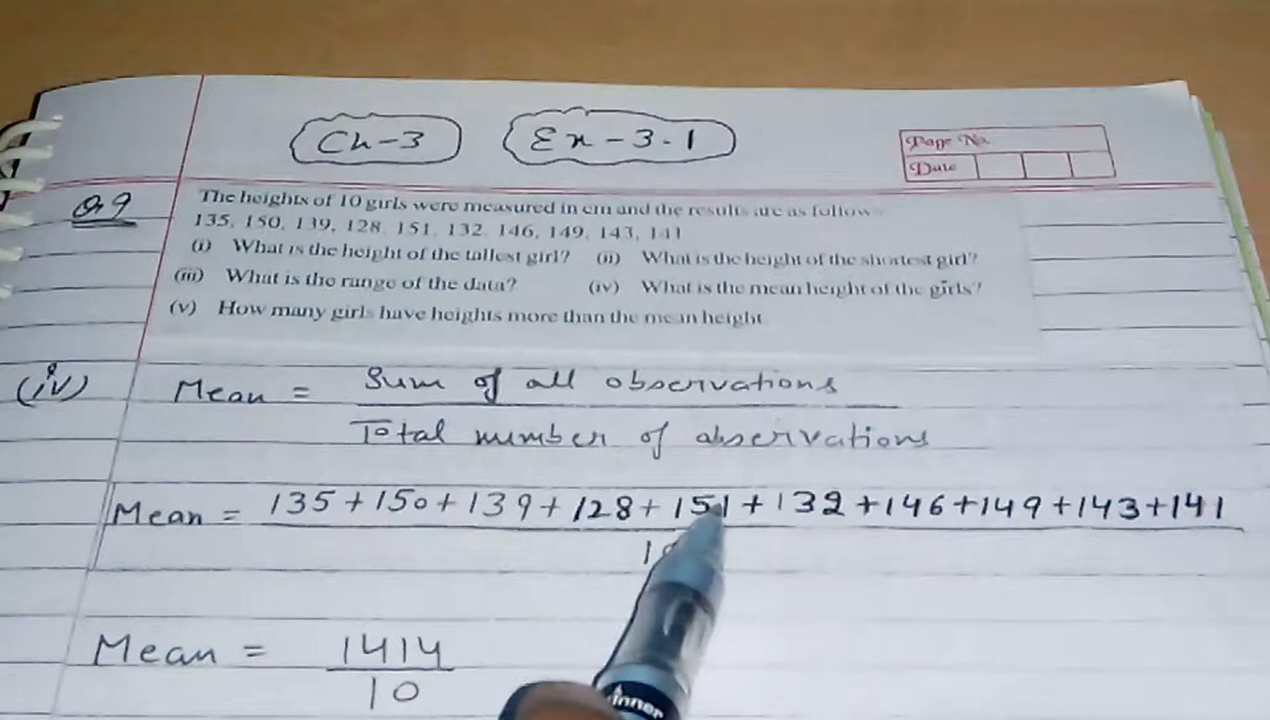 Ch-3 Ex-3.1
Page No.
Date
Q.9 The heights of 10 girls were measured in cm and the results are as follows
135, 150, 139, 128, 151, 132, 146, 149, 143, 141
(i) What is the height of the tallest girl? (ii) What is the height of the shortest girl?
(iii) What is the range of the data? (iv) What is the mean height of the girls?
(v) How many girls have heights more than the mean height
(iv) Mean = Sum of all observations
Total number of observations
Mean = 135+150+139+128+151+132+146+149+143+141
Mean = 1414
10